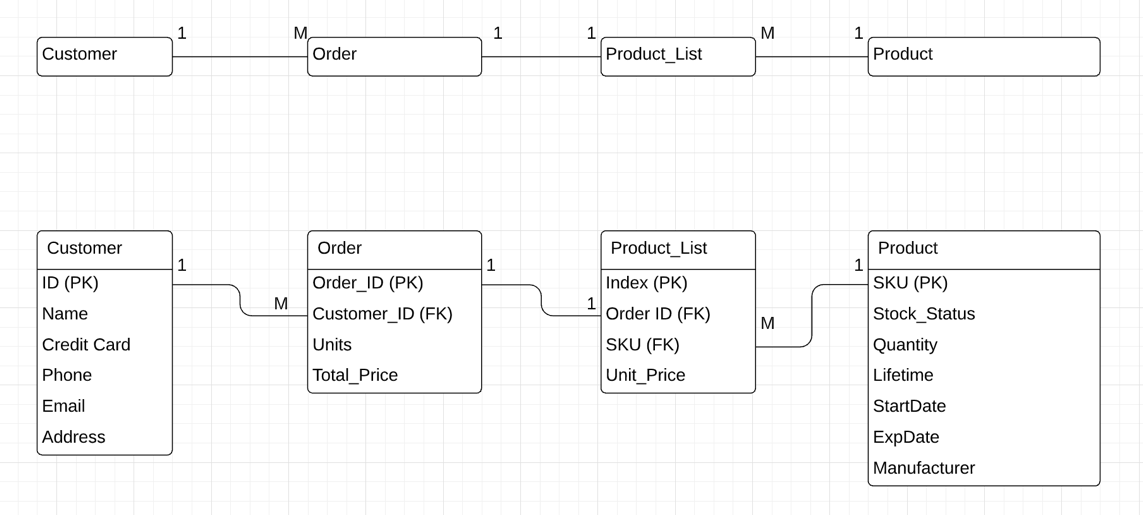 1 M 1 1 M 1
Customer Order Product_List Product
Customer Order Product_List Product
1 1 1
ID (PK) Order_ID (PK) Index (PK) SKU (PK)
M 1
Name Customer_ID (FK) Order ID (FK) Stock_Status
M
Credit Card Units SKU (FK) Quantity
Phone Total_Price Unit_Price Lifetime
Email StartDate
Address ExpDate
Manufacturer